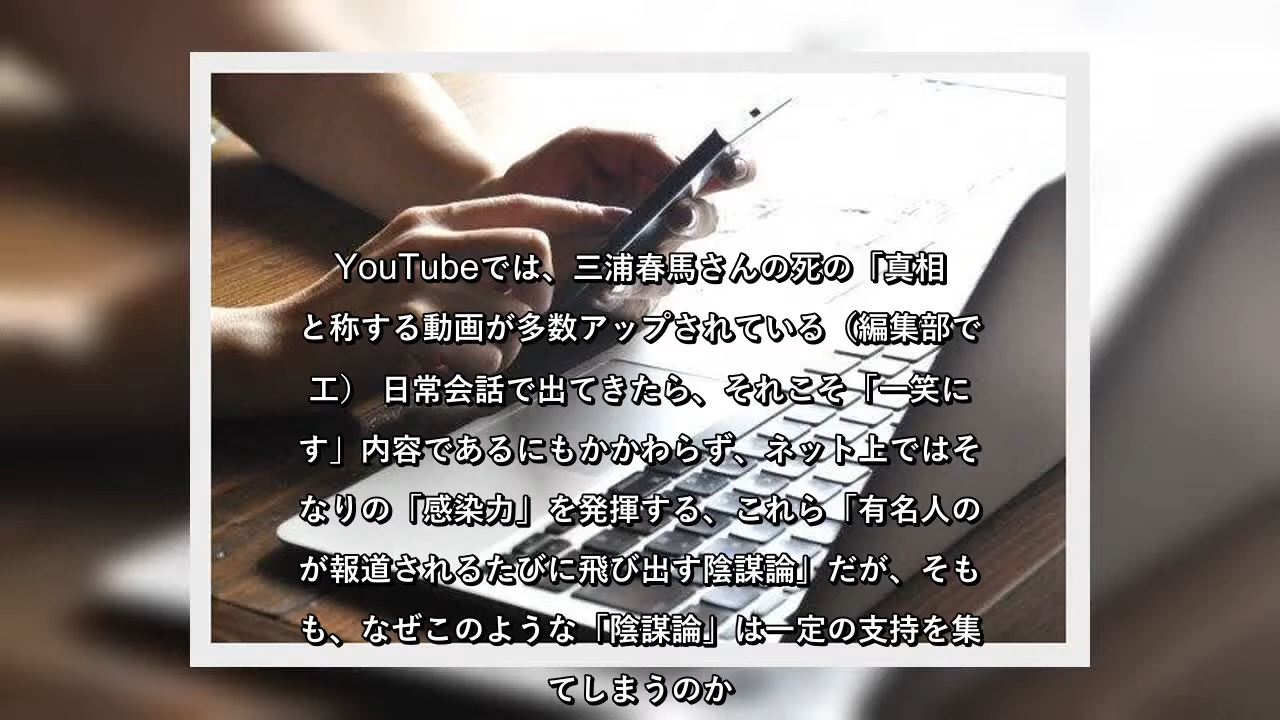 YouTubeでは、三浦春馬さんの死の「真相
と称する動画が多数アップされている（編集部で
工） 日常会話で出てきたら、それこそ「一笑に
す」内容であるにもかかわらず、ネット上ではそ
なりの「感染力」を発揮する、これら「有名人の
が報道されるたびに飛び出す陰謀論」だが、そも
も、なぜこのような「陰謀論」は一定の支持を集
てしまうのか